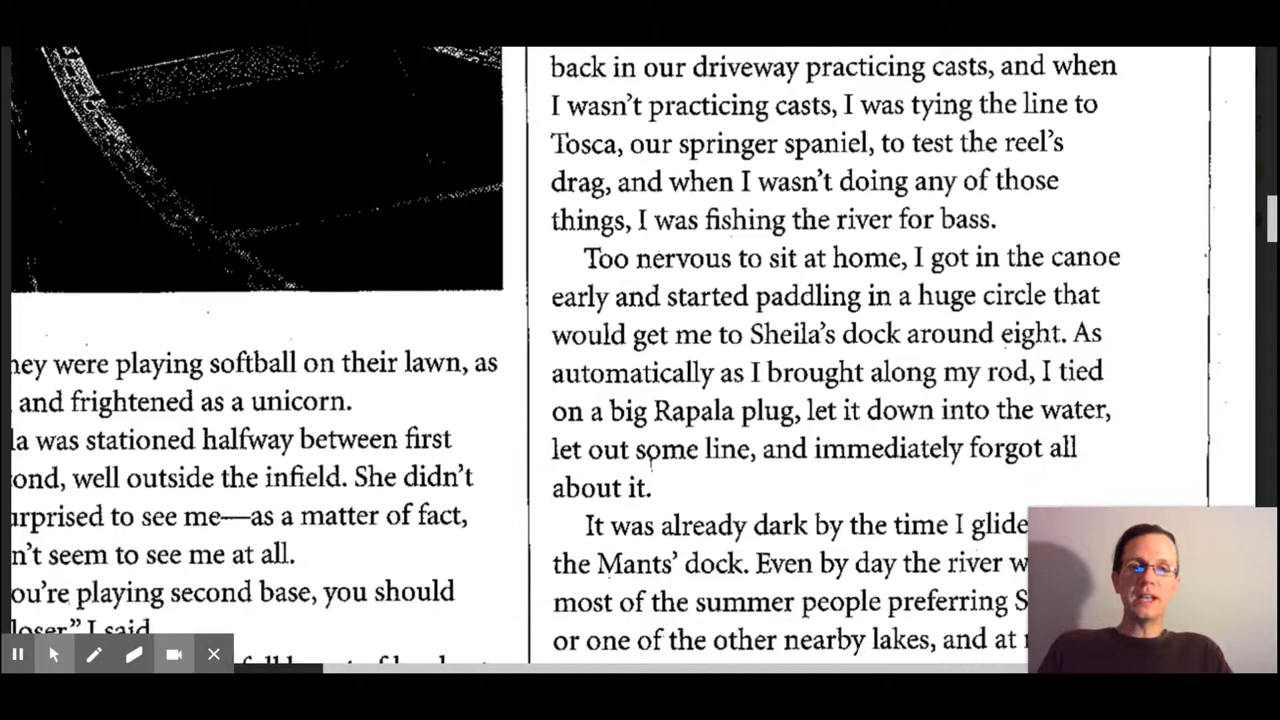 hey were playing softball on their lawn, as
and frightened as a unicorn.
la was stationed halfway between first
ond, well outside the infield. She didn't
urprised to see me—as a matter of fact,
n't seem to see me at all.
ou're playing second base, you should
loser," I said
back in our driveway practicing casts, and when
I wasn't practicing casts, I was tying the line to
Tosca, our springer spaniel, to test the reel's
drag, and when I wasn't doing any of those
things, I was fishing the river for bass.
Too nervous to sit at home, I got in the canoe
early and started paddling in a huge circle that
would get me to Sheila's dock around eight. As
automatically as I brought along my rod, I tied
on a big Rapala plug, let it down into the water,
let out some line, and immediately forgot all
about it.
It was already dark by the time I glide
the Mants' dock. Even by day the river w
most of the summer people preferring S
or one of the other nearby lakes, and at